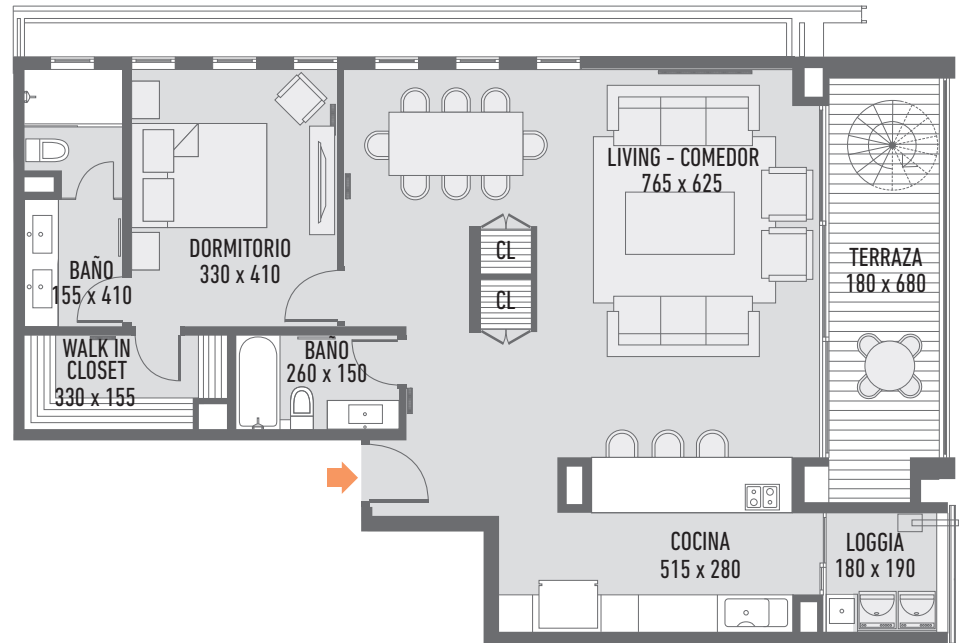 LIVING - COMEDOR
765 x 625
DORMITORIO
330 x 410
CL
CL
TERRAZA
180 x 680
BAÑO
155 x 410
WALK IN
CLOSET
330 x 155
BAÑO
260 x 150
COCINA
515 x 280
LOGGIA
180 x 190